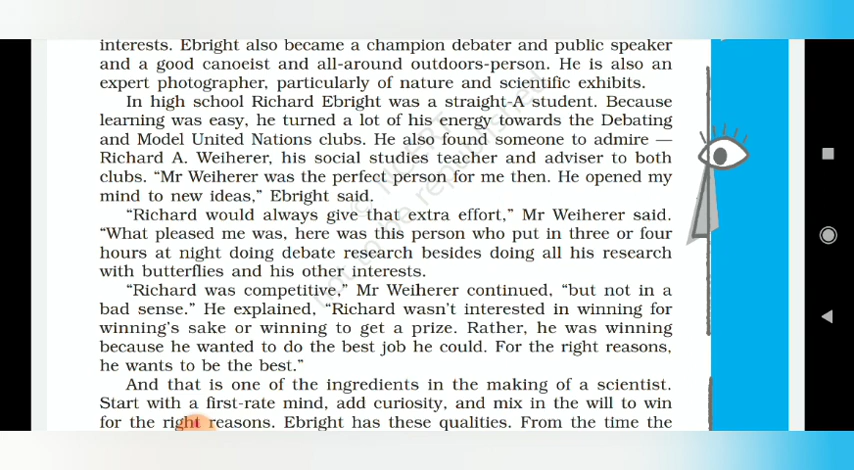 interests. Ebright also became a champion debater and public speaker
and a good canoeist and all-around outdoors-person. He is also an
expert photographer, particularly of nature and scientific exhibits.
In high school Richard Ebright was a straight-A student. Because
learning was easy, he turned a lot of his energy towards the Debating
and Model United Nations clubs. He also found someone to admire —
Richard A. Weiherer, his social studies teacher and adviser to both
clubs. “Mr Weiherer was the perfect person for me then. He opened my
mind to new ideas,” Ebright said.
“Richard would always give that extra effort,” Mr Weiherer said.
“What pleased me was, here was this person who put in three or four
hours at night doing debate research besides doing all his research
with butterflies and his other interests.
“Richard was competitive,” Mr Weiherer continued, “but not in a
bad sense.” He explained, “Richard wasn't interested in winning for
winning's sake or winning to get a prize. Rather, he was winning
because he wanted to do the best job he could. For the right reasons,
he wants to be the best.”
And that is one of the ingredients in the making of a scientist.
Start with a first-rate mind, add curiosity, and mix in the will to win
for the right reasons. Ebright has these qualities. From the time the
© NCERT
not to be republished